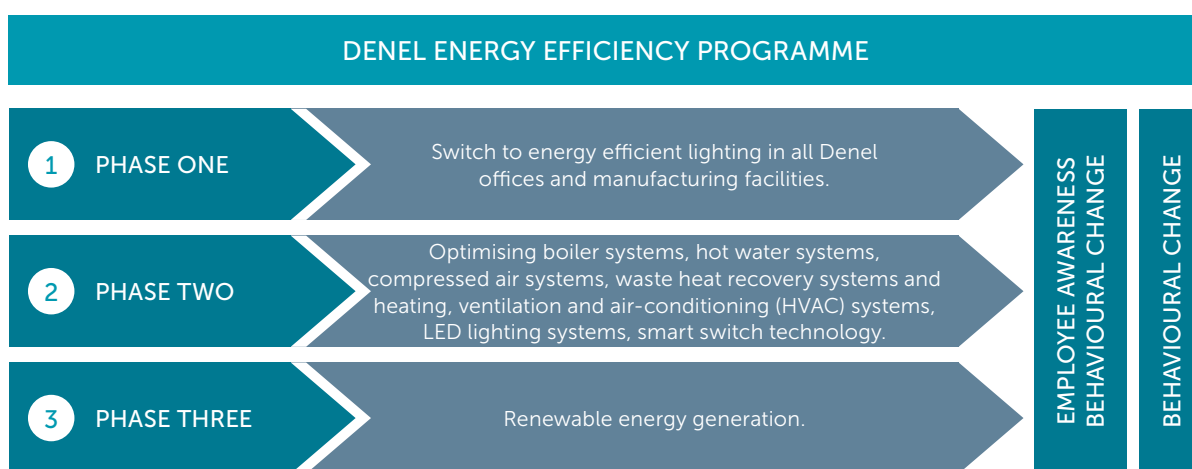 DENEL ENERGY EFFICIENCY PROGRAMME
1 PHASE ONE
Switch to energy efficient lighting in all Denel
offices and manufacturing facilities.
2 PHASE TWO
Optimising boiler systems, hot water systems,
compressed air systems, waste heat recovery systems and
heating, ventilation and air-conditioning (HVAC) systems,
LED lighting systems, smart switch technology.
3 PHASE THREE
Renewable energy generation.
EMPLOYEE AWARENESS
BEHAVIOURAL CHANGE
BEHAVIOURAL CHANGE